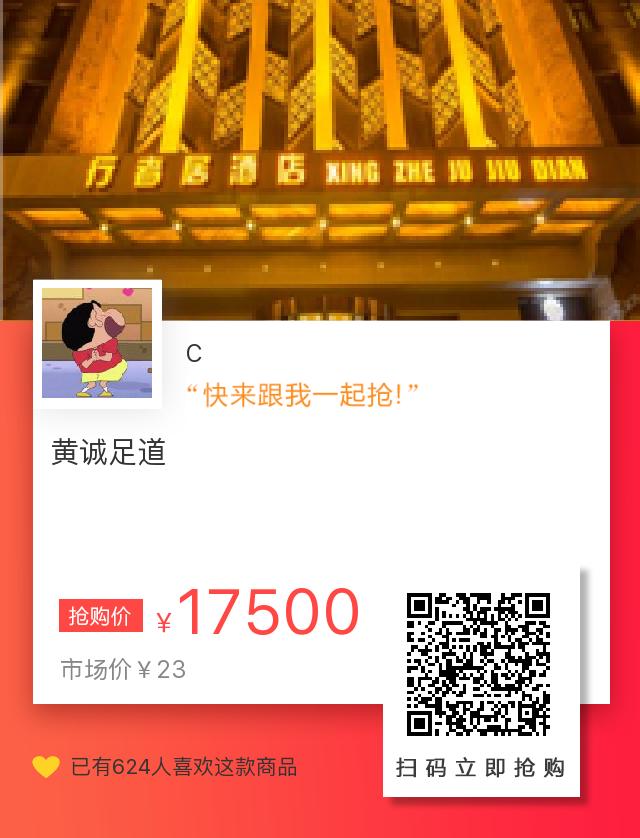 行者居酒店 XING ZHE JU JIU DIAN
C
“快来跟我一起抢!”
黄诚足道
抢购价 ¥17500
市场价¥23
已有624人喜欢这款商品
扫码立即抢购